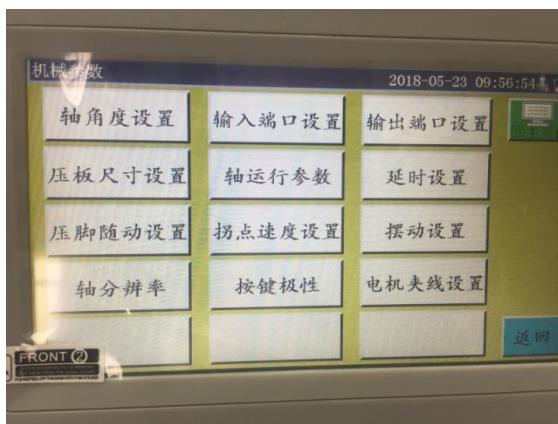 机械参数
2018-05-23 09:56:54
轴角度设置 输入端口设置 输出端口设置
压板尺寸设置 轴运行参数 延时设置
压脚随动设置 拐点速度设置 摆动设置
轴分辨率 按键极性 电机夹线设置
返回
FRONT ②